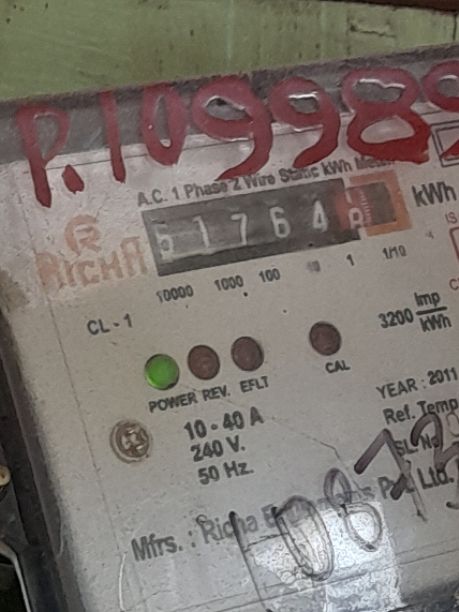 P.109989
A.C. 1 Phase 2 Wire Static kWh Meter
RICHA
51764
kWh
10000 1000 100 10 1 1/10
CL - 1
3200 Imp/kWh
POWER REV. EFLT
CAL
10 - 40 A
240 V.
50 Hz.
YEAR : 2011
Ref. Temp
SL. No
Mfrs. : Richa Pvt. Ltd.